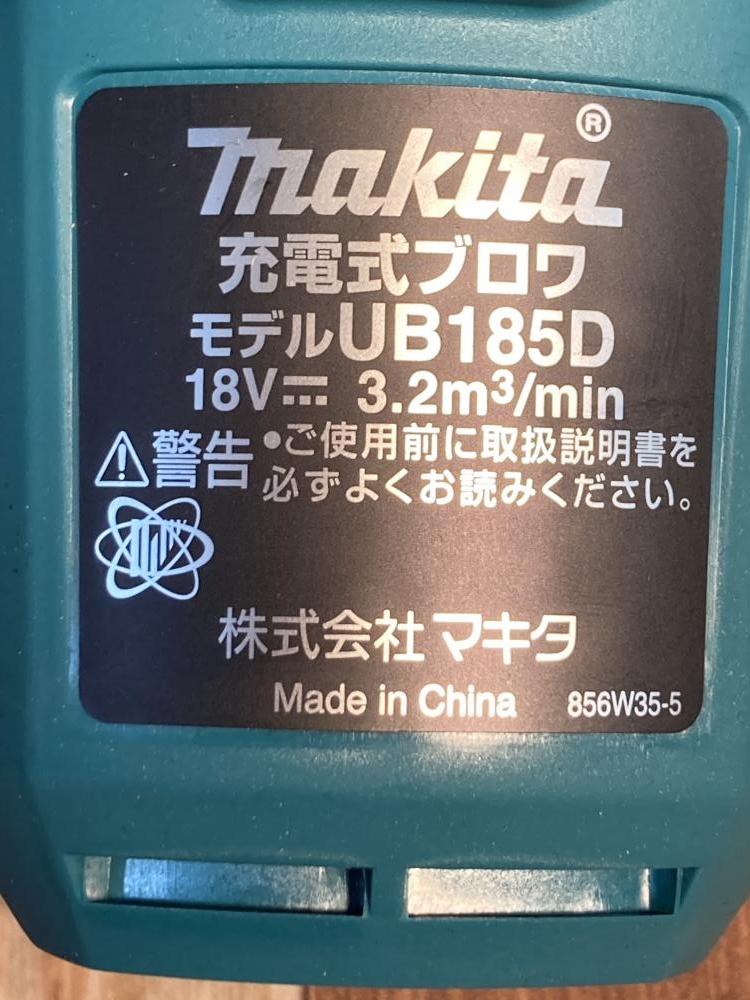 makita®
充電式ブロワ
モデルUB185D
18V⎓ 3.2m³/min
⚠警告 •ご使用前に取扱説明書を
必ずよくお読みください。
株式会社マキタ
Made in China 856W35-5